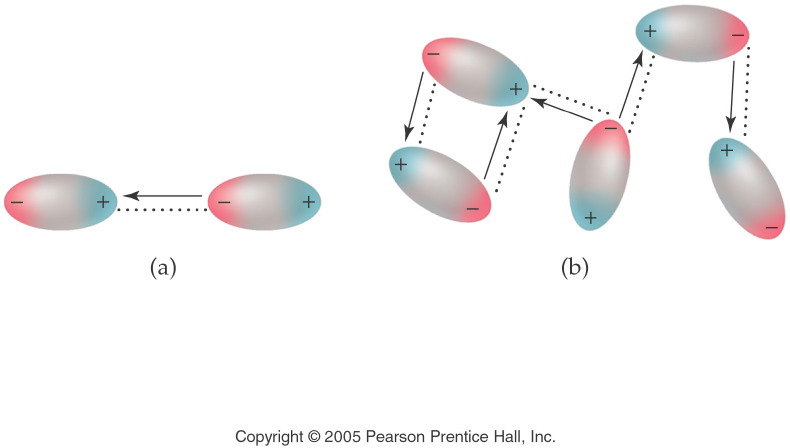 - + - +
(a)
- + + -
+ - - + + -
(b)
Copyright © 2005 Pearson Prentice Hall, Inc.